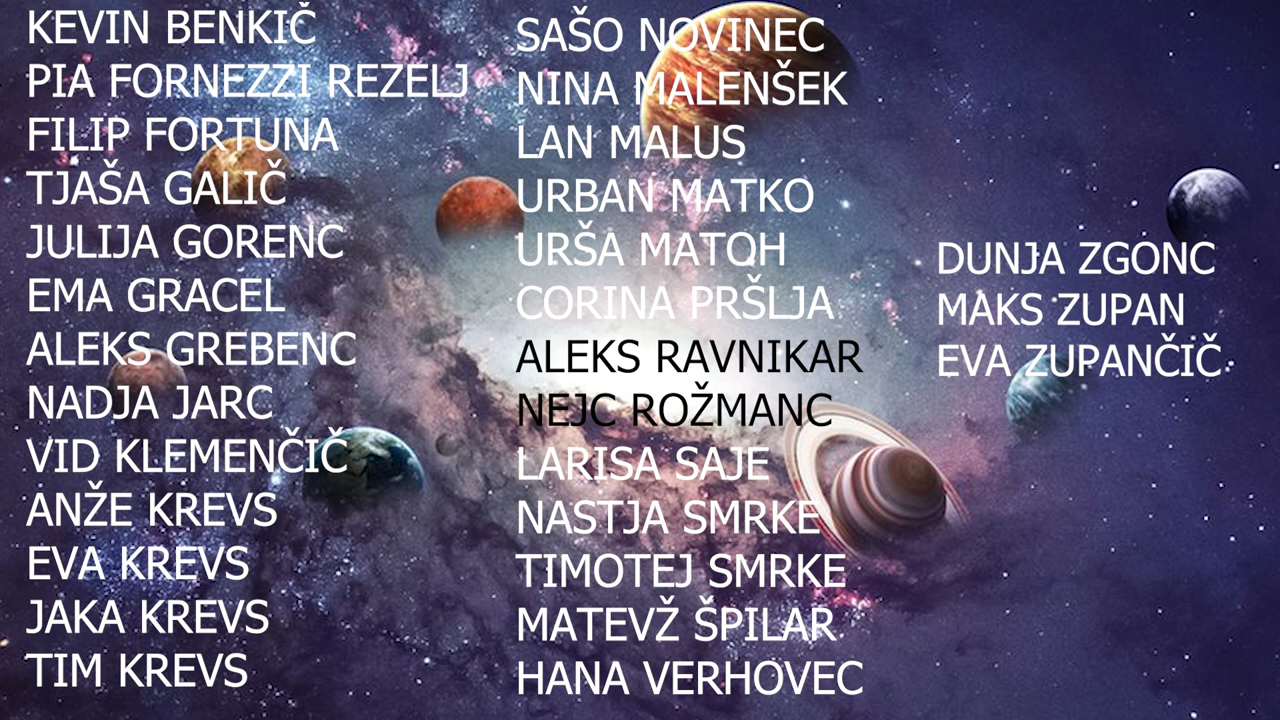 KEVIN BENKIČ
PIA FORNEZZI REZELJ
FILIP FORTUNA
TJAŠA GALIČ
JULIJA GORENC
EMA GRACEL
ALEKS GREBENC
NADJA JARC
VID KLEMENČIČ
ANŽE KREVS
EVA KREVS
JAKA KREVS
TIM KREVS
SAŠO NOVINEC
NINA MALENŠEK
LAN MALUS
URBAN MATKO
URŠA MATOH
CORINA PRŠLJA
ALEKS RAVNIKAR
NEJC ROŽMANC
LARISA SAJE
NASTJA SMRKE
TIMOTEJ SMRKE
MATEVŽ ŠPILAR
HANA VERHOVEC
DUNJA ZGONC
MAKS ZUPAN
EVA ZUPANČIČ